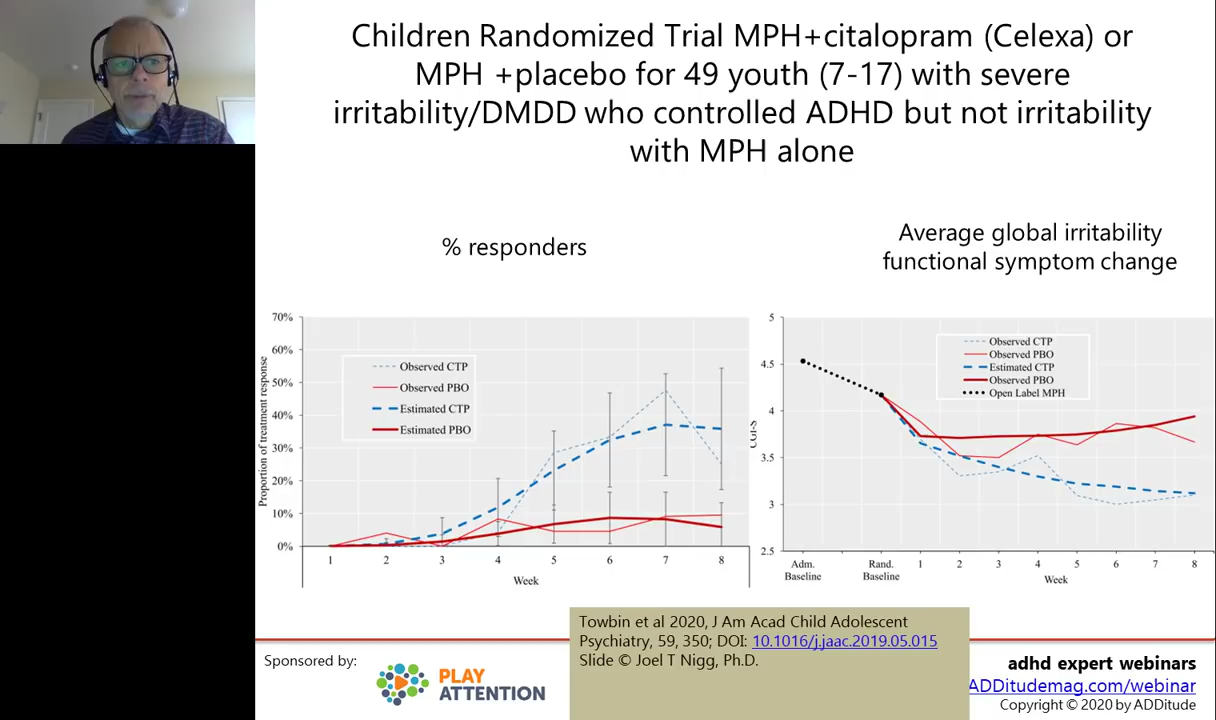 Children Randomized Trial MPH+citalopram (Celexa) or
MPH +placebo for 49 youth (7-17) with severe
irritability/DMDD who controlled ADHD but not irritability
with MPH alone
% responders
Average global irritability
functional symptom change
Proportion of treatment response
70%
60%
50%
40%
30%
20%
10%
0%
Observed CTP
Observed PBO
Estimated CTP
Estimated PBO
1 2 3 4 5 6 7 8
Week
CGI-S
5
4.5
4
3.5
3
2.5
Observed CTP
Observed PBO
Estimated CTP
Observed PBO
Open Label MPH
Adm. Baseline
Rand. Baseline
1 2 3 4 5 6 7 8
Week
Towbin et al 2020, J Am Acad Child Adolescent
Psychiatry, 59, 350; DOI: 10.1016/j.jaac.2019.05.015
Slide © Joel T Nigg, Ph.D.
Sponsored by:
PLAY
ATTENTION
adhd expert webinars
ADDitudemag.com/webinar
Copyright © 2020 by ADDitude